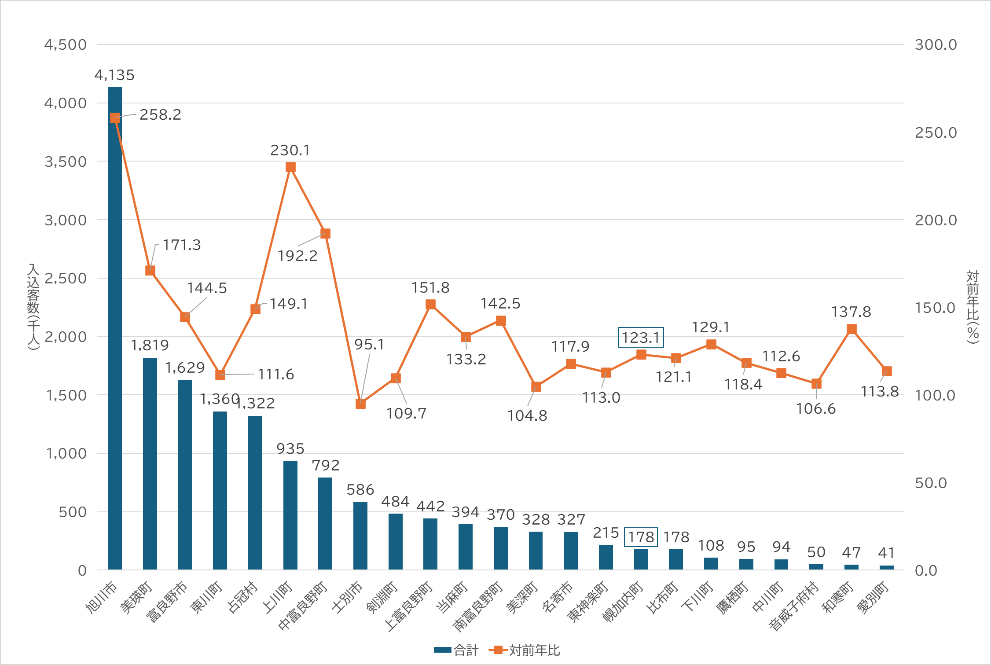 4,500
4,000
3,500
3,000
2,500
2,000
1,500
1,000
500
0
入込客数(千人)
300.0
250.0
200.0
150.0
100.0
50.0
0.0
対前年比(%)
4,135
1,819
1,629
1,360
1,322
935
792
586
484
442
394
370
328
327
215
178
178
108
95
94
50
47
41
258.2
171.3
144.5
111.6
149.1
230.1
192.2
95.1
109.7
151.8
133.2
142.5
104.8
117.9
113.0
123.1
121.1
129.1
118.4
112.6
106.6
137.8
113.8
旭川市
美瑛町
富良野市
東川町
占冠村
上川町
中富良野町
士別市
剣淵町
上富良野町
当麻町
南富良野町
美深町
名寄市
東神楽町
幌加内町
比布町
下川町
鷹栖町
中川町
音威子府村
和寒町
愛別町
合計
対前年比